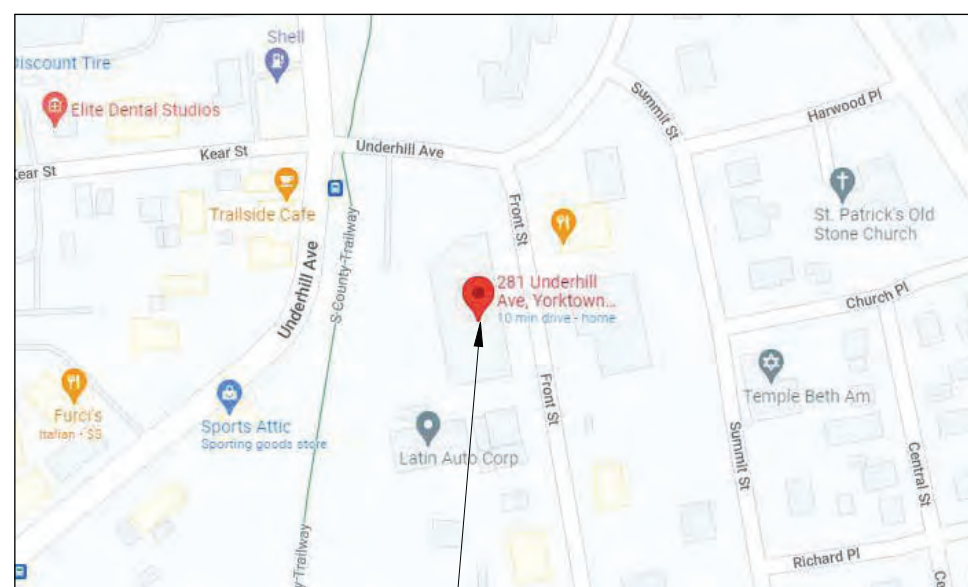 Shell
Discount Tire
Elite Dental Studios
Summit St
Harwood Pl
Kear St
Underhill Ave
Kear St
Trailside Cafe
Front St
St. Patrick's Old
Stone Church
S County Trailway
Underhill Ave
281 Underhill
Ave, Yorktown...
10 min drive - home
Church Pl
Furci's
Italian • $$
Sports Attic
Sporting goods store
Front St
Temple Beth Am
Latin Auto Corp
Summit St
Central St
Trailway
Richard Pl
Ce